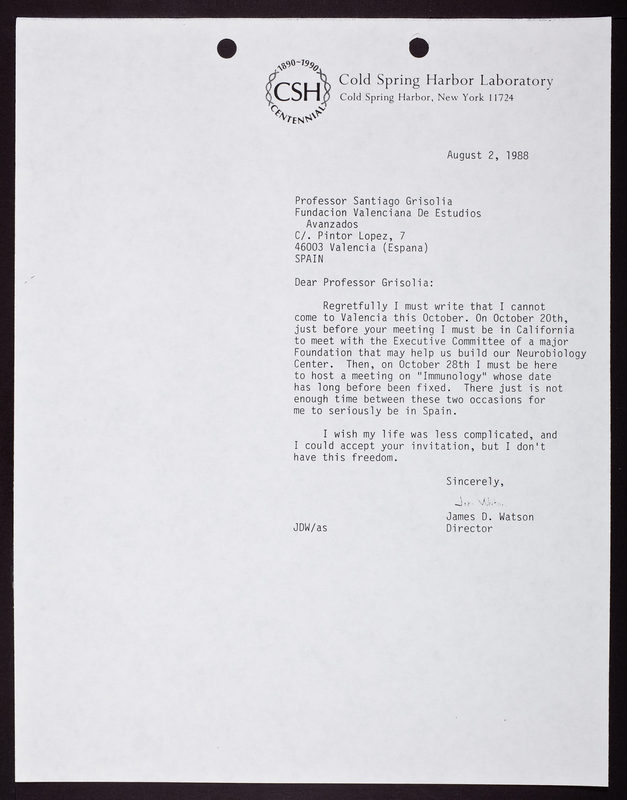 1890-1990
CSH
CENTENNIAL
Cold Spring Harbor Laboratory
Cold Spring Harbor, New York 11724
August 2, 1988
Professor Santiago Grisolia
Fundacion Valenciana De Estudios
Avanzados
C/. Pintor Lopez, 7
46003 Valencia (Espana)
SPAIN
Dear Professor Grisolia:
Regretfully I must write that I cannot
come to Valencia this October. On October 20th,
just before your meeting I must be in California
to meet with the Executive Committee of a major
Foundation that may help us build our Neurobiology
Center. Then, on October 28th I must be here
to host a meeting on "Immunology" whose date
has long before been fixed. There just is not
enough time between these two occasions for
me to seriously be in Spain.
I wish my life was less complicated, and
I could accept your invitation, but I don't
have this freedom.
Sincerely,
Jim Watson
James D. Watson
JDW/as Director